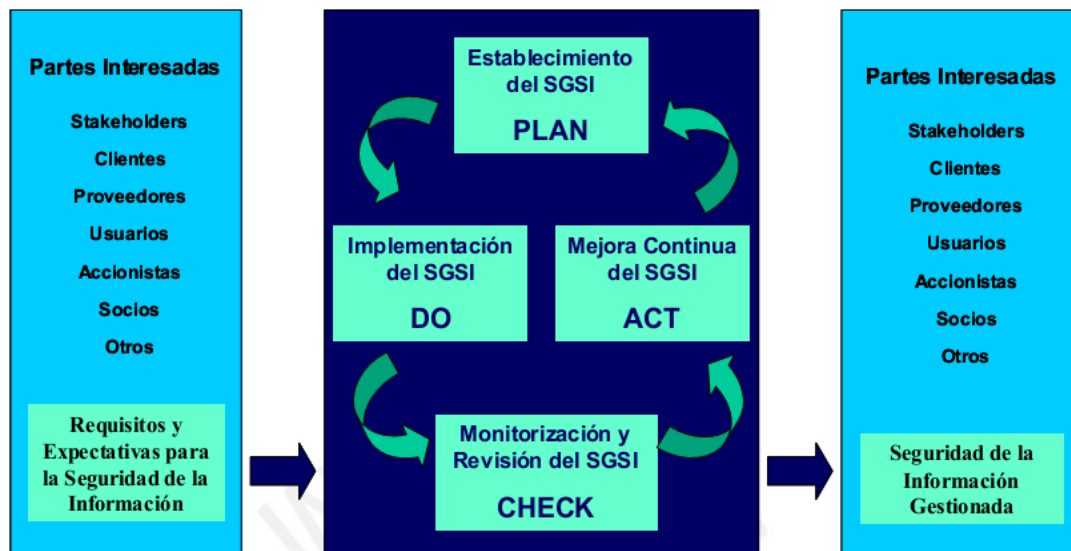 Partes Interesadas
Stakeholders
Clientes
Proveedores
Usuarios
Accionistas
Socios
Otros
Requisitos y
Expectativas para
la Seguridad de la
Información
Establecimiento
del SGSI
PLAN
Implementación
del SGSI
DO
Mejora Continua
del SGSI
ACT
Monitorización y
Revisión del SGSI
CHECK
Partes Interesadas
Stakeholders
Clientes
Proveedores
Usuarios
Accionistas
Socios
Otros
Seguridad de la
Información
Gestionada